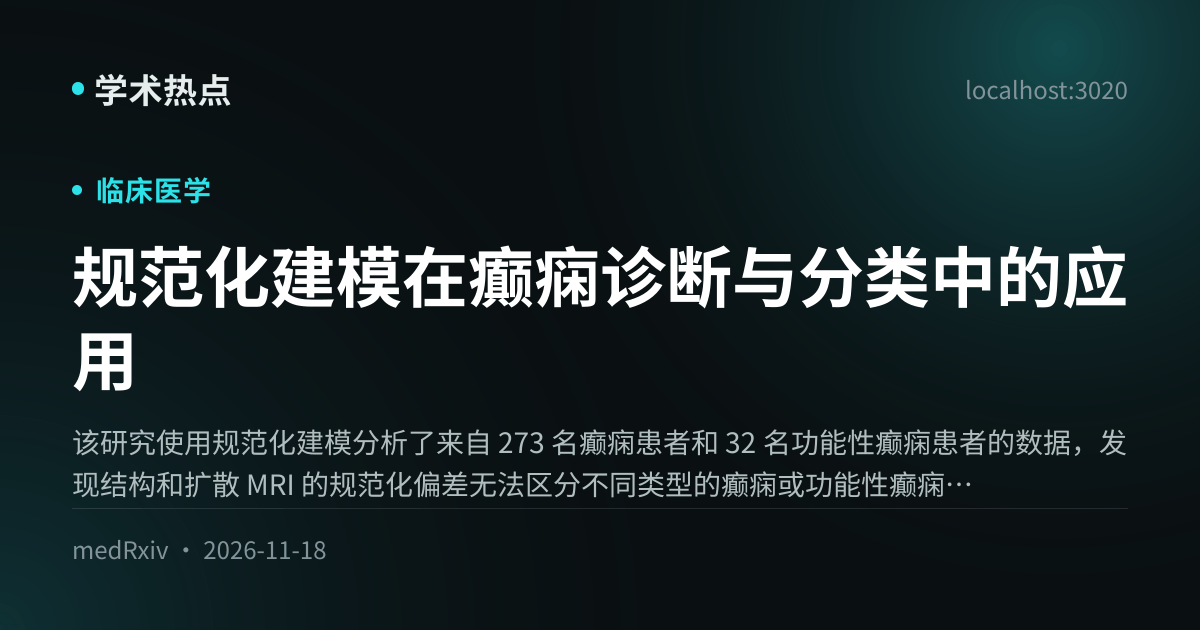 学术热点
localhost:3020
临床医学
规范化建模在癫痫诊断与分类中的应
用
该研究使用规范化建模分析了来自 273 名癫痫患者和 32 名功能性癫痫患者的数据，发
现结构和扩散 MRI 的规范化偏差无法区分不同类型的癫痫或功能性癫痫…
medRxiv • 2026-11-18